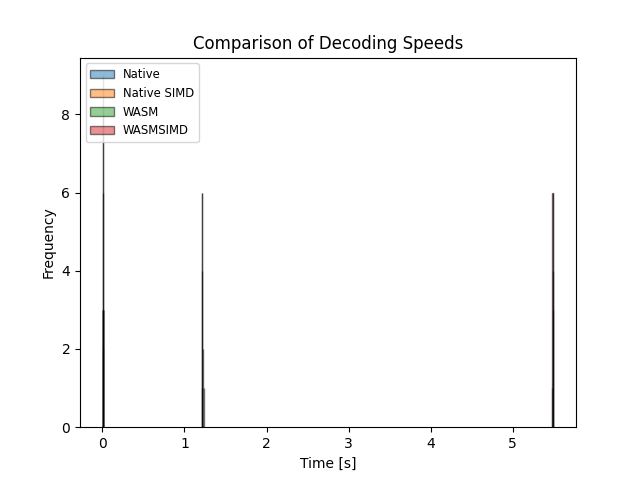 Comparison of Decoding Speeds
Native
Native SIMD
WASM
WASMSIMD
8
6
4
2
0
Frequency
0 1 2 3 4 5
Time [s]